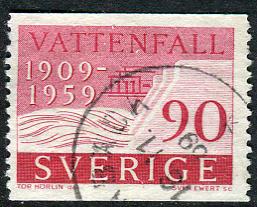 VATTENFALL
1909-
1959
90
SVERIGE
TOR HÖRLIN
SVEN EWERT SC